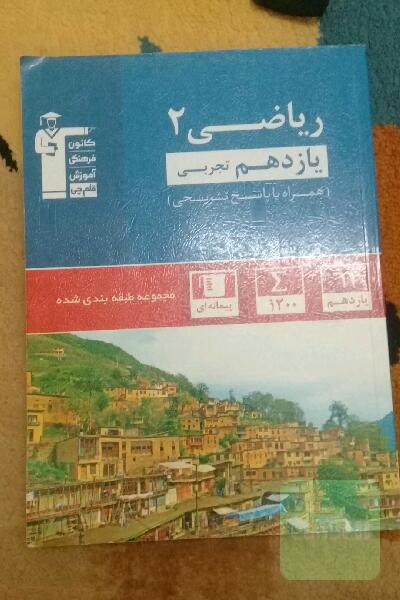 ریاضی ۲
یازدهم تجربی
(همراه با پاسخ تشریحی)
کانون
فرهنگی
آموزش
قلم‌چی
یازدهم
Σ
۱۲۰۰
پیمانه‌ای
مجموعه طبقه بندی شده